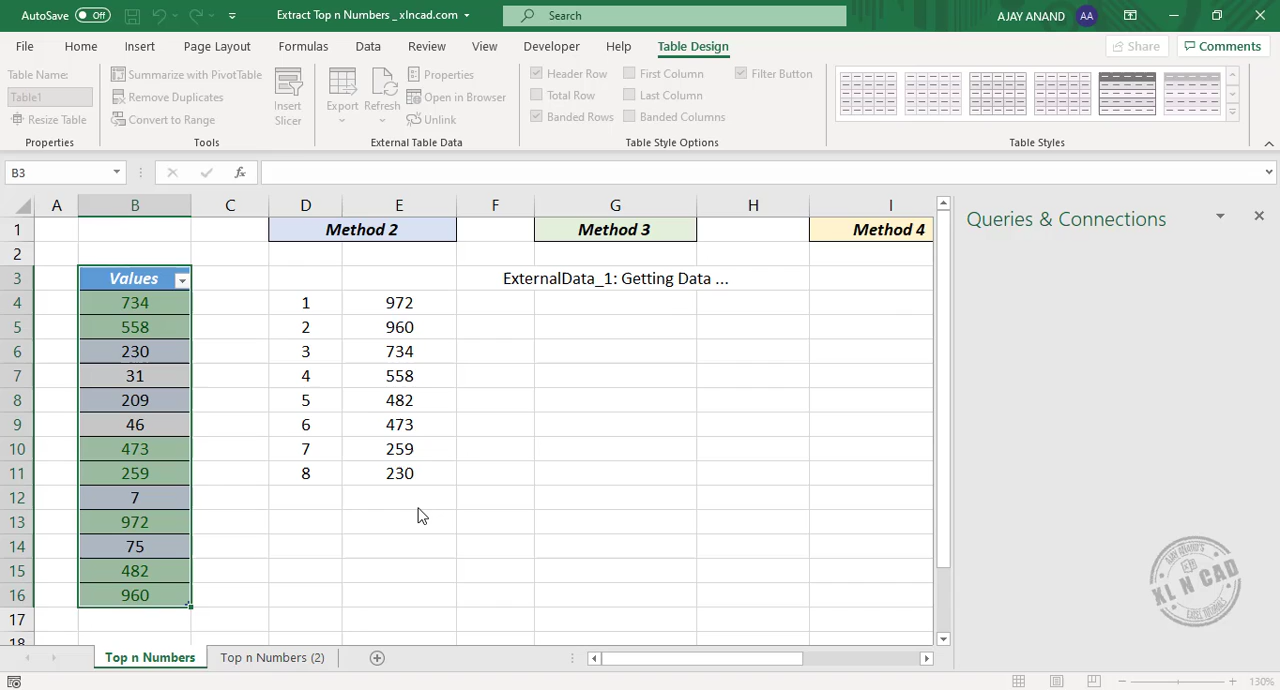 AutoSave Off Extract Top n Numbers _ xlncad.com Search AJAY ANAND AA
File Home Insert Page Layout Formulas Data Review View Developer Help Table Design Share Comments
Table Name: Summarize with PivotTable Properties Header Row First Column Filter Button
Table1 Remove Duplicates Insert Slicer Export Refresh Open in Browser Total Row Last Column
Resize Table Convert to Range Unlink Banded Rows Banded Columns
Properties Tools External Table Data Table Style Options Table Styles
B3 fx
A B C D E F G H I
1 Method 2 Method 3 Method 4 Queries & Connections
2
3 Values ExternalData_1: Getting Data ...
4 734 1 972
5 558 2 960
6 230 3 734
7 31 4 558
8 209 5 482
9 46 6 473
10 473 7 259
11 259 8 230
12 7
13 972
14 75
15 482
16 960
17
18
AJAY ANAND'S
XL N CAD
EXCEL TUTORIALS
Top n Numbers Top n Numbers (2)
130%